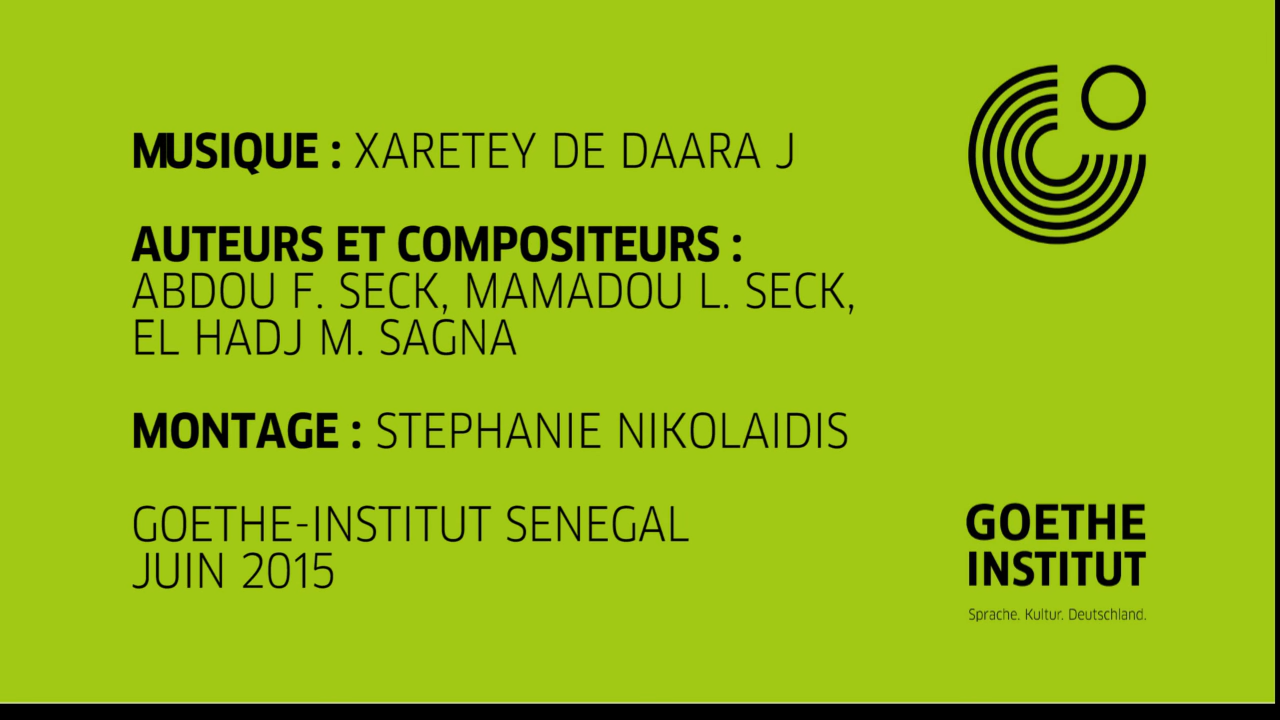 MUSIQUE : XARETEY DE DAARA J
AUTEURS ET COMPOSITEURS :
ABDOU F. SECK, MAMADOU L. SECK,
EL HADJ M. SAGNA
MONTAGE : STEPHANIE NIKOLAIDIS
GOETHE-INSTITUT SENEGAL
JUIN 2015
GOETHE
INSTITUT
Sprache. Kultur. Deutschland.